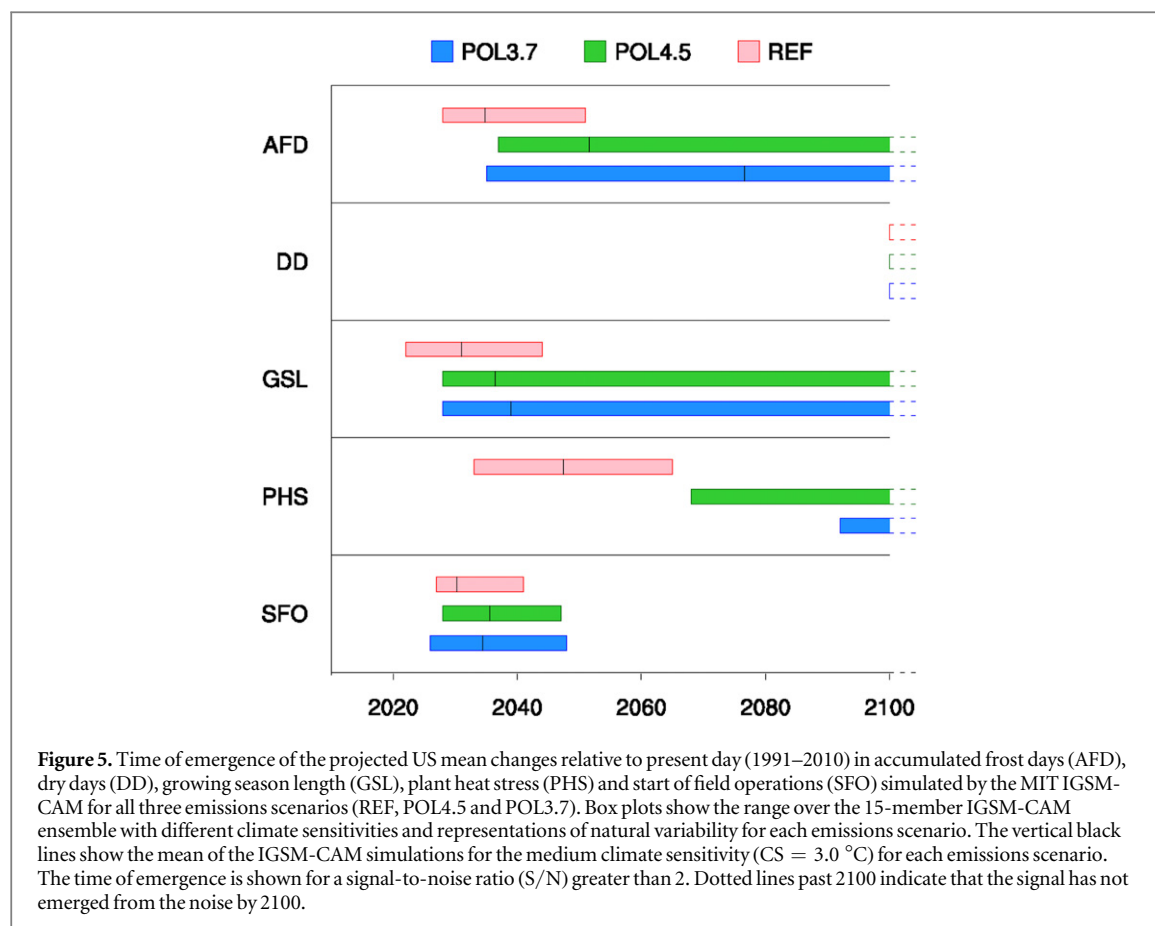 POL3.7 POL4.5 REF
AFD
DD
GSL
PHS
SFO
2020 2040 2060 2080 2100
Figure 5. Time of emergence of the projected US mean changes relative to present day (1991–2010) in accumulated frost days (AFD),
dry days (DD), growing season length (GSL), plant heat stress (PHS) and start of field operations (SFO) simulated by the MIT IGSM-
CAM for all three emissions scenarios (REF, POL4.5 and POL3.7). Box plots show the range over the 15-member IGSM-CAM
ensemble with different climate sensitivities and representations of natural variability for each emissions scenario. The vertical black
lines show the mean of the IGSM-CAM simulations for the medium climate sensitivity (CS = 3.0 °C) for each emissions scenario.
The time of emergence is shown for a signal-to-noise ratio (S/N) greater than 2. Dotted lines past 2100 indicate that the signal has not
emerged from the noise by 2100.